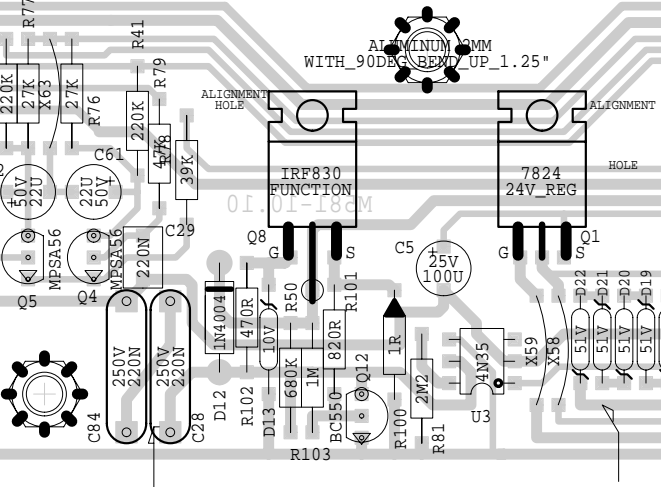 R77
R41
R79
ALUMINUM 2MM
WITH_90DEG_BEND_UP_1.25"
ALIGNMENT
HOLE
ALIGNMENT
HOLE
220K
27K
X63
27K
R76
220K
47K
R78
39K
C61
50V
22U
22U
50V
IRF830
FUNCTION
7824
24V_REG
M581-10.10
C29
220N
MPSA56
MPSA56
Q5
Q4
Q8
G
S
C5
25V
100U
Q1
G
S
D22
D21
D20
D19
R50
R101
1N4004
470R
10V
820R
680K
1M
1R
2M2
4N35
X59
X58
51V
51V
51V
51V
250V
220N
250V
220N
C84
C28
D12
R102
D13
R103
BC550
Q12
R100
R81
U3